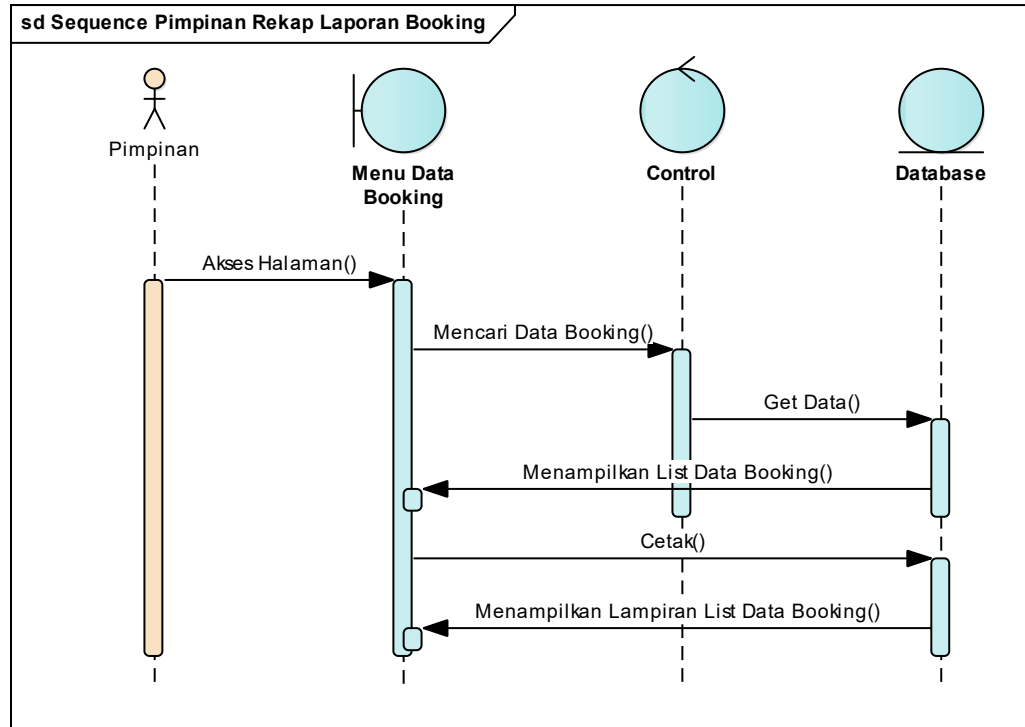 sd Sequence Pimpinan Rekap Laporan Booking
Pimpinan
Menu Data
Booking
Control
Database
Akses Halaman()
Mencari Data Booking()
Get Data()
Menampilkan List Data Booking()
Cetak()
Menampilkan Lampiran List Data Booking()